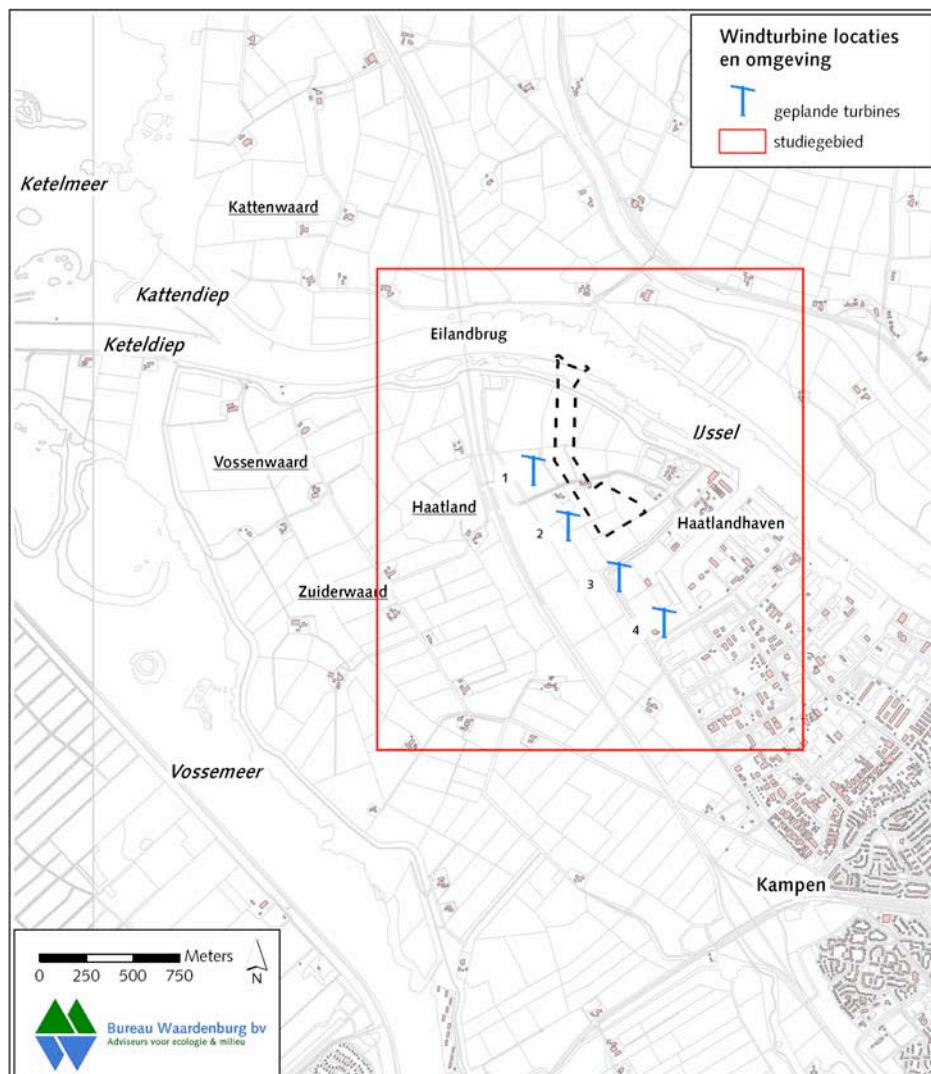 Windturbine locaties
en omgeving
geplande turbines
studiegebied
Ketelmeer
Kattenwaard
Kattendiep
Eilandbrug
Keteldiep
IJssel
Vossenwaard
1
Haatland
2
Haatlandhaven
3
Zuiderwaard
4
Vossemeer
Kampen
Meters
0 250 500 750
N
Bureau Waardenburg bv
Adviseurs voor ecologie & milieu